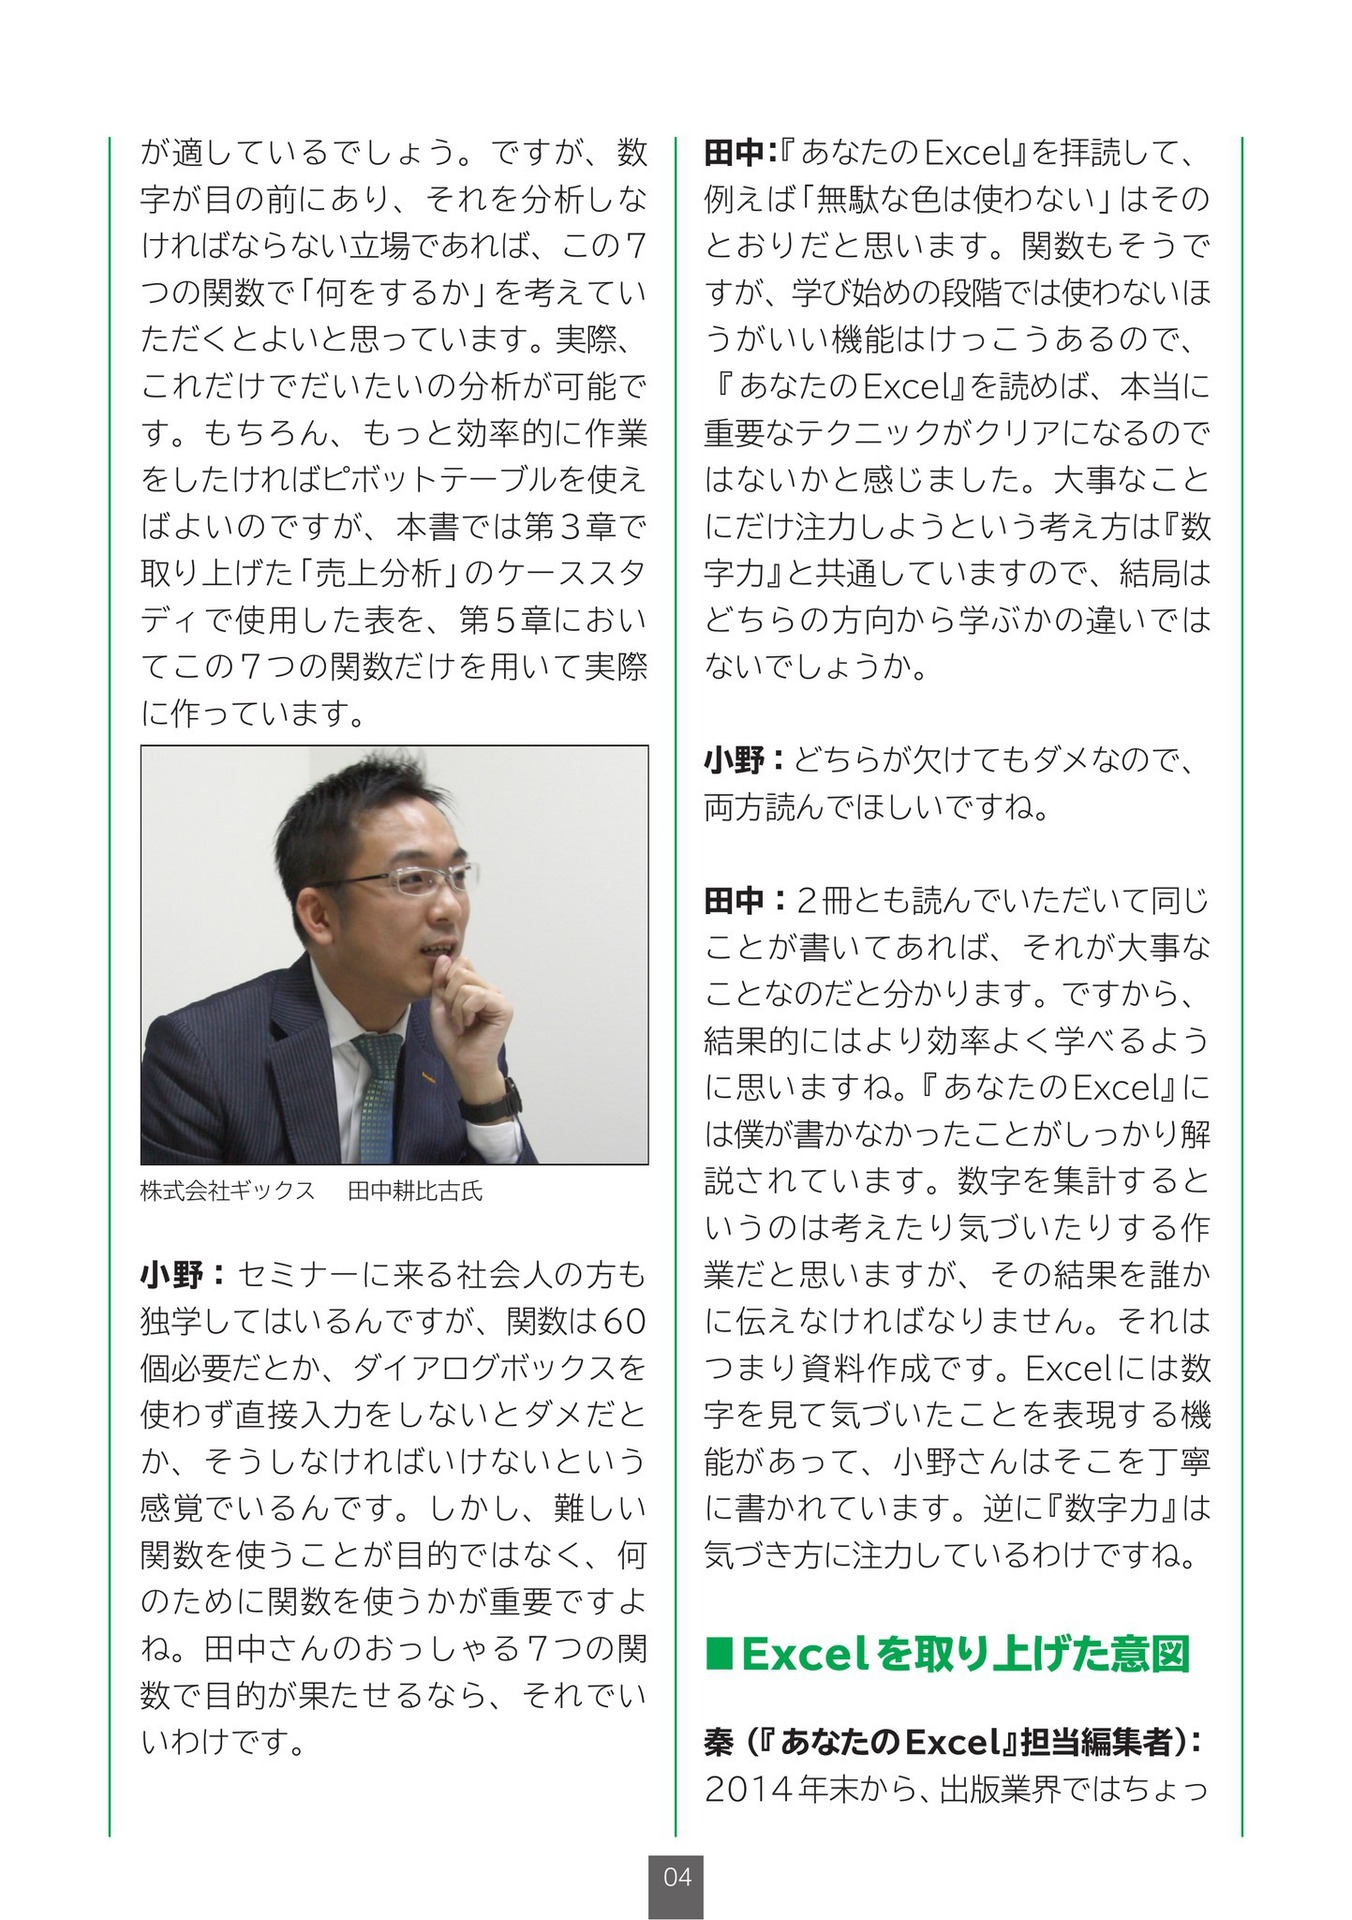 が適しているでしょう。ですが、数
字が目の前にあり、それを分析しな
ければならない立場であれば、この７
つの関数で「何をするか」を考えてい
ただくとよいと思っています。実際、
これだけでだいたいの分析が可能で
す。もちろん、もっと効率的に作業
をしたければピボットテーブルを使え
ばよいのですが、本書では第３章で
取り上げた「売上分析」のケーススタ
ディで使用した表を、第５章におい
てこの７つの関数だけを用いて実際
に作っています。
株式会社ギックス　田中耕比古氏
小野：セミナーに来る社会人の方も
独学してはいるんですが、関数は60
個必要だとか、ダイアログボックスを
使わず直接入力をしないとダメだと
か、そうしなければいけないという
感覚でいるんです。しかし、難しい
関数を使うことが目的ではなく、何
のために関数を使うかが重要ですよ
ね。田中さんのおっしゃる７つの関
数で目的が果たせるなら、それでい
いわけです。
田中：『あなたのExcel』を拝読して、
例えば「無駄な色は使わない」はその
とおりだと思います。関数もそうで
すが、学び始めの段階では使わないほ
うがいい機能はけっこうあるので、
『あなたのExcel』を読めば、本当に
重要なテクニックがクリアになるので
はないかと感じました。大事なこと
にだけ注力しようという考え方は『数
字力』と共通していますので、結局は
どちらの方向から学ぶかの違いでは
ないでしょうか。
小野：どちらが欠けてもダメなので、
両方読んでほしいですね。
田中：２冊とも読んでいただいて同じ
ことが書いてあれば、それが大事な
ことなのだと分かります。ですから、
結果的にはより効率よく学べるよう
に思いますね。『あなたのExcel』に
は僕が書かなかったことがしっかり解
説されています。数字を集計すると
いうのは考えたり気づいたりする作
業だと思いますが、その結果を誰か
に伝えなければなりません。それは
つまり資料作成です。Excelには数
字を見て気づいたことを表現する機
能があって、小野さんはそこを丁寧
に書かれています。逆に『数字力』は
気づき方に注力しているわけですね。
■Excelを取り上げた意図
秦（『あなたのExcel』担当編集者）：
2014年末から、出版業界ではちょっ
04